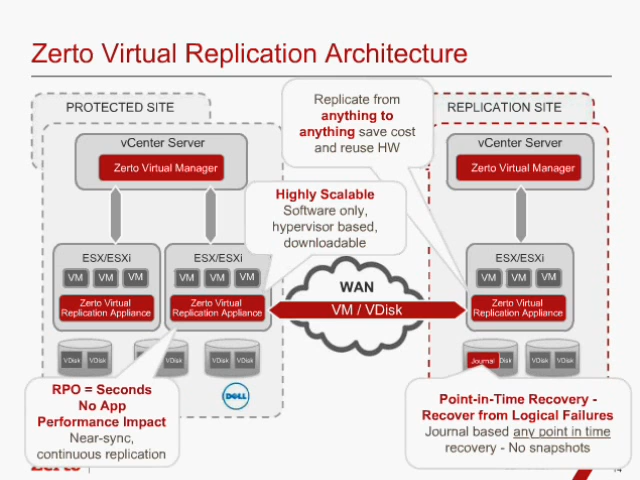 Zerto Virtual Replication Architecture
PROTECTED SITE
vCenter Server
Zerto Virtual Manager
Replicate from
anything to
anything save cost
and reuse HW
REPLICATION SITE
vCenter Server
Zerto Virtual Manager
Highly Scalable
Software only,
hypervisor based,
downloadable
ESX/ESXi
VM VM VM
Zerto Virtual
Replication Appliance
ESX/ESXi
VM VM VM
Zerto Virtual
Replication Appliance
WAN
VM / VDisk
ESX/ESXi
VM VM VM
Zerto Virtual
Replication Appliance
VDisk VDisk
VDisk
VDisk VDisk
Journal Disk
VDisk VDisk
RPO = Seconds
No App
Performance Impact
Near-sync,
continuous replication
DELL
Point-in-Time Recovery -
Recover from Logical Failures
Journal based any point in time
recovery - No snapshots
Zerto
14